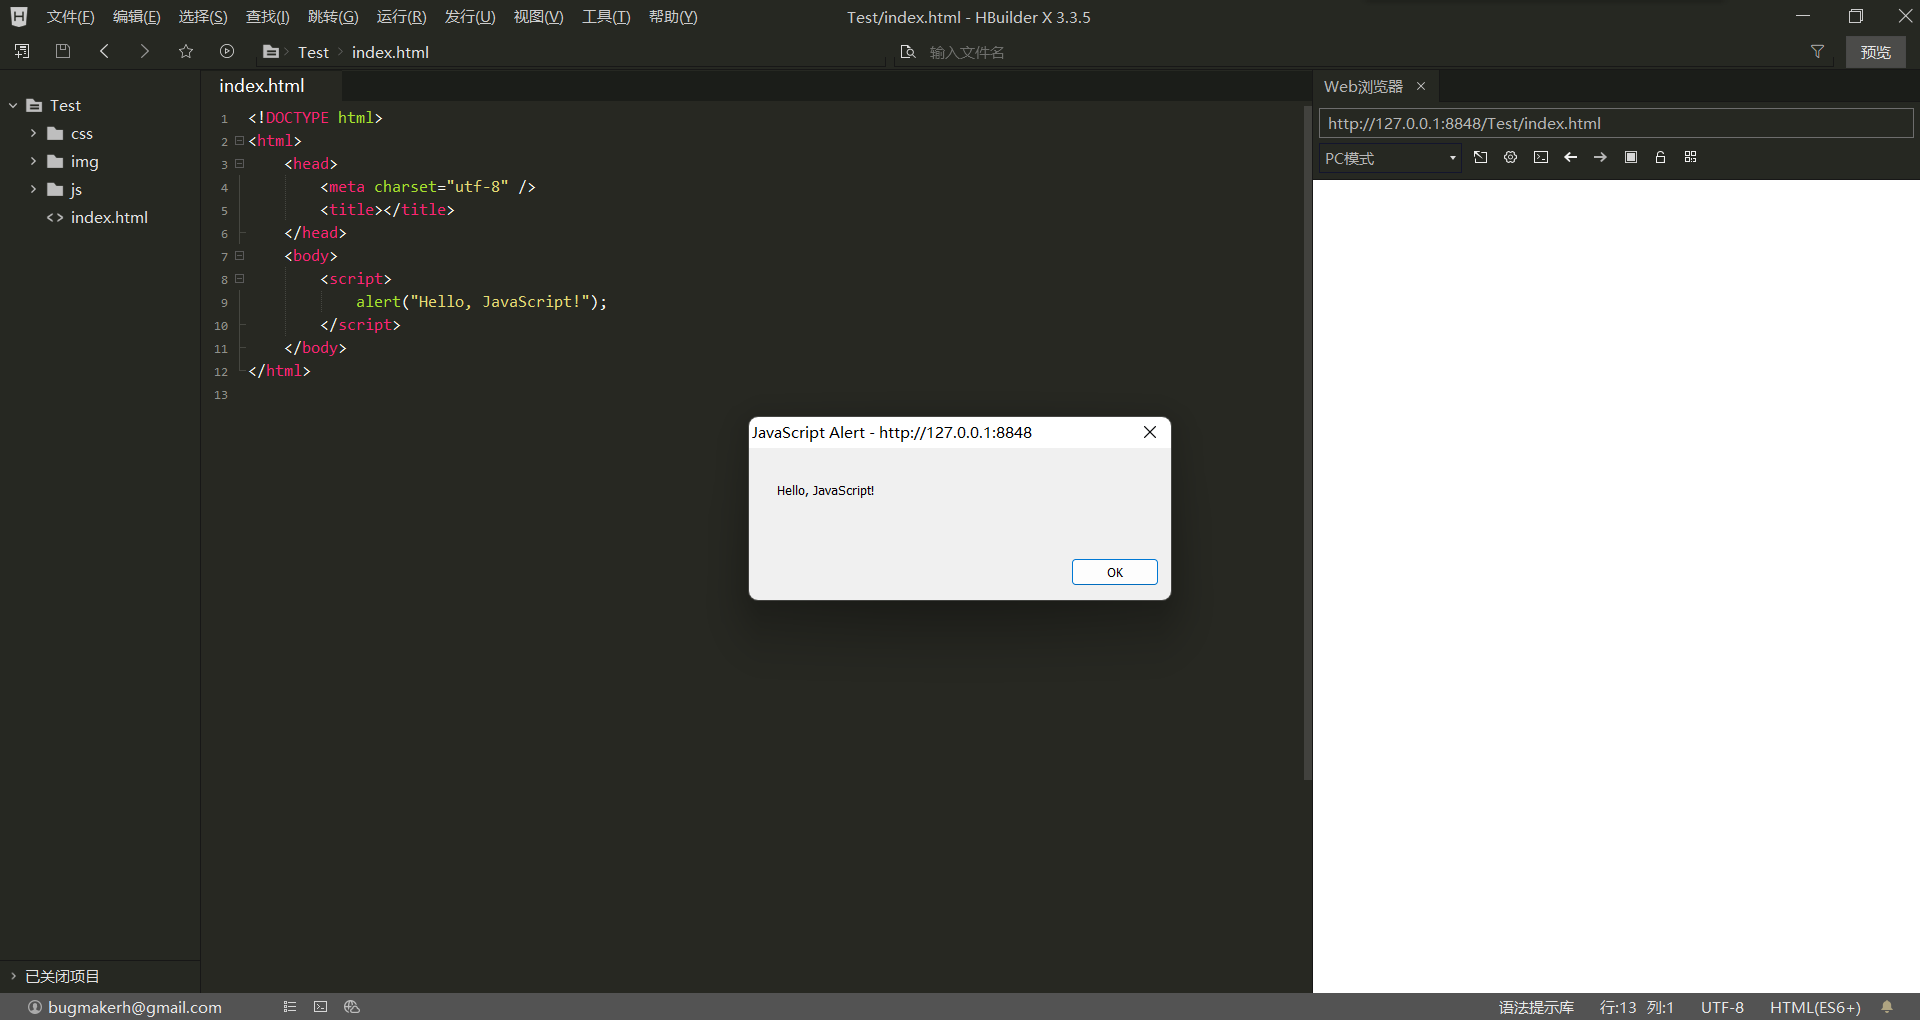 文件(F) 编辑(E) 选择(S) 查找(I) 跳转(G) 运行(R) 发行(U) 视图(V) 工具(T) 帮助(Y) Test/index.html - HBuilder X 3.3.5
Test index.html 输入文件名 预览
Test
css
img
js
index.html
index.html
1 <!DOCTYPE html>
2 <html>
3 <head>
4 <meta charset="utf-8" />
5 <title></title>
6 </head>
7 <body>
8 <script>
9 alert("Hello, JavaScript!");
10 </script>
11 </body>
12 </html>
13
JavaScript Alert - http://127.0.0.1:8848
Hello, JavaScript!
OK
Web浏览器
http://127.0.0.1:8848/Test/index.html
PC模式
已关闭项目
bugmakerh@gmail.com 语法提示库 行:13 列:1 UTF-8 HTML(ES6+)